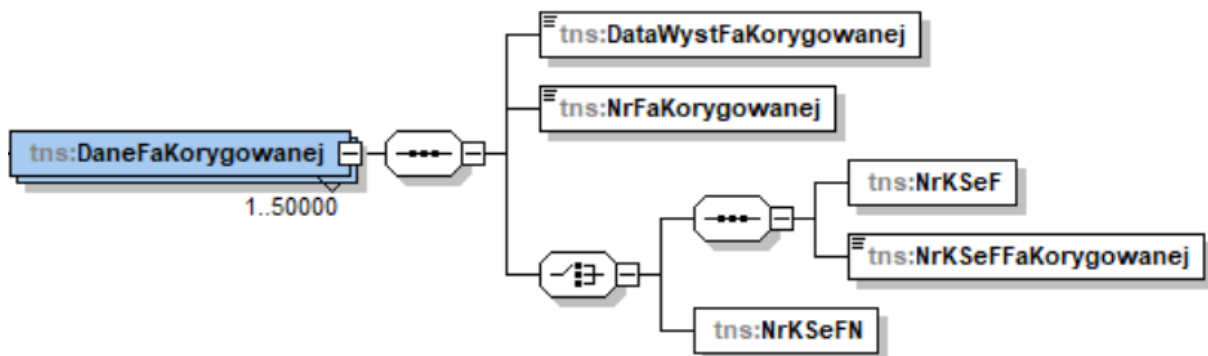 tns:DataWystFaKorygowanej
tns:NrFaKorygowanej
tns:DaneFaKorygowanej
1..50000
tns:NrKSeF
tns:NrKSeFFaKorygowanej
tns:NrKSeFN